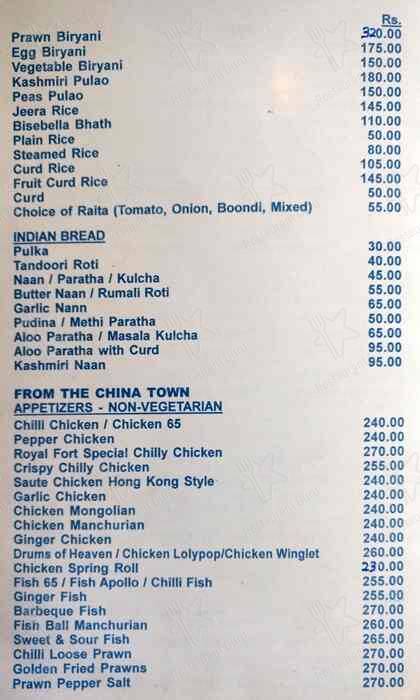 Rs.
Prawn Biryani 320.00
Egg Biryani 175.00
Vegetable Biryani 150.00
Kashmiri Pulao 180.00
Peas Pulao 150.00
Jeera Rice 145.00
Bisebella Bhath 110.00
Plain Rice 50.00
Steamed Rice 80.00
Curd Rice 105.00
Fruit Curd Rice 145.00
Curd 50.00
Choice of Raita (Tomato, Onion, Boondi, Mixed) 55.00
INDIAN BREAD
Pulka 30.00
Tandoori Roti 40.00
Naan / Paratha / Kulcha 45.00
Butter Naan / Rumali Roti 55.00
Garlic Nann 65.00
Pudina / Methi Paratha 50.00
Aloo Paratha / Masala Kulcha 65.00
Aloo Paratha with Curd 95.00
Kashmiri Naan 95.00
FROM THE CHINA TOWN
APPETIZERS - NON-VEGETARIAN
Chilli Chicken / Chicken 65 240.00
Pepper Chicken 240.00
Royal Fort Special Chilly Chicken 270.00
Crispy Chilly Chicken 255.00
Saute Chicken Hong Kong Style 240.00
Garlic Chicken 240.00
Chicken Mongolian 240.00
Chicken Manchurian 240.00
Ginger Chicken 240.00
Drums of Heaven / Chicken Lolypop/Chicken Winglet 260.00
Chicken Spring Roll 230.00
Fish 65 / Fish Apollo / Chilli Fish 255.00
Ginger Fish 255.00
Barbeque Fish 270.00
Fish Ball Manchurian 260.00
Sweet & Sour Fish 265.00
Chilli Loose Prawn 270.00
Golden Fried Prawns 270.00
Prawn Pepper Salt 270.00